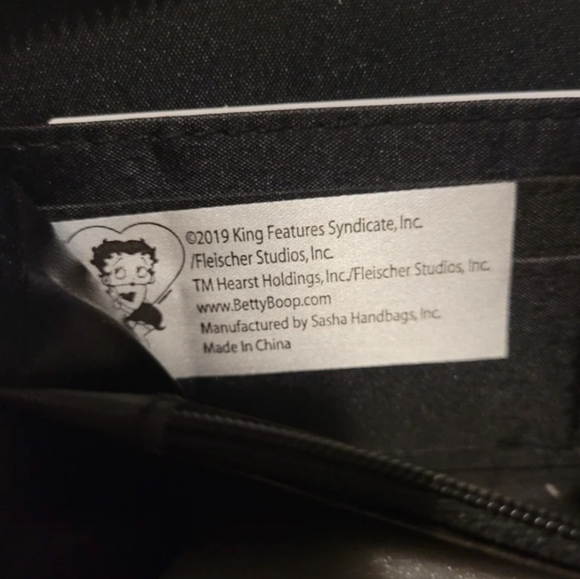 ©2019 King Features Syndicate, Inc.
/Fleischer Studios, Inc.
TM Hearst Holdings, Inc./Fleischer Studios, Inc.
www.BettyBoop.com
Manufactured by Sasha Handbags, Inc.
Made In China